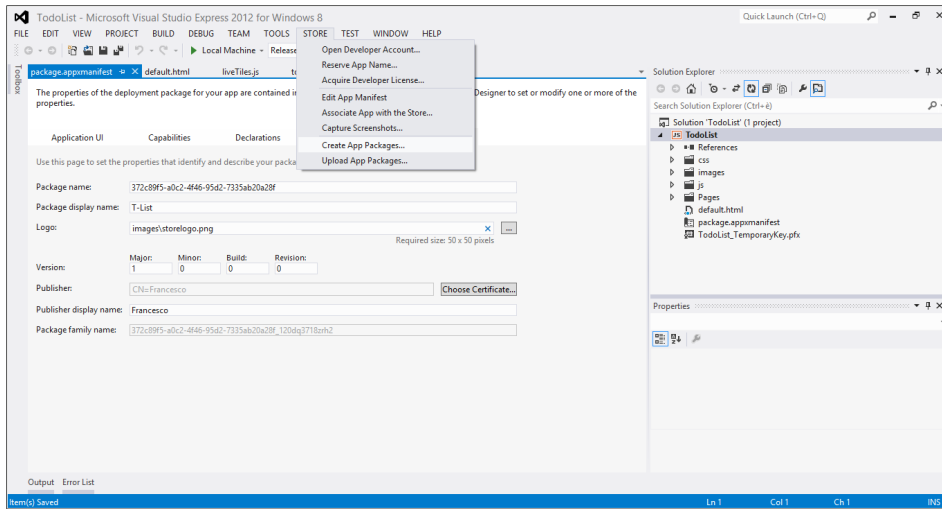 TodoList - Microsoft Visual Studio Express 2012 for Windows 8
Quick Launch (Ctrl+Q)
FILE EDIT VIEW PROJECT BUILD DEBUG TEAM TOOLS STORE TEST WINDOW HELP
Local Machine Release
Open Developer Account...
Reserve App Name...
Acquire Developer License...
Edit App Manifest
Associate App with the Store...
Capture Screenshots...
Create App Packages...
Upload App Packages...
Toolbox
package.appxmanifest default.html liveTiles.js
The properties of the deployment package for your app are contained i Designer to set or modify one or more of the
properties.
Application UI Capabilities Declarations
Use this page to set the properties that identify and describe your packa
Package name: 372c89f5-a0c2-4f46-95d2-7335ab20a28f
Package display name: T-List
Logo: images\storelogo.png ...
Required size: 50 x 50 pixels
Major: Minor: Build: Revision:
Version: 1 0 0 0
Publisher: CN=Francesco Choose Certificate...
Publisher display name: Francesco
Package family name: 372c89f5-a0c2-4f46-95d2-7335ab20a28f_120dq3718zrh2
Solution Explorer
Search Solution Explorer (Ctrl+è)
Solution 'TodoList' (1 project)
JS TodoList
References
css
images
js
Pages
default.html
package.appxmanifest
TodoList_TemporaryKey.pfx
Properties
Output Error List
Item(s) Saved Ln 1 Col 1 Ch 1 INS